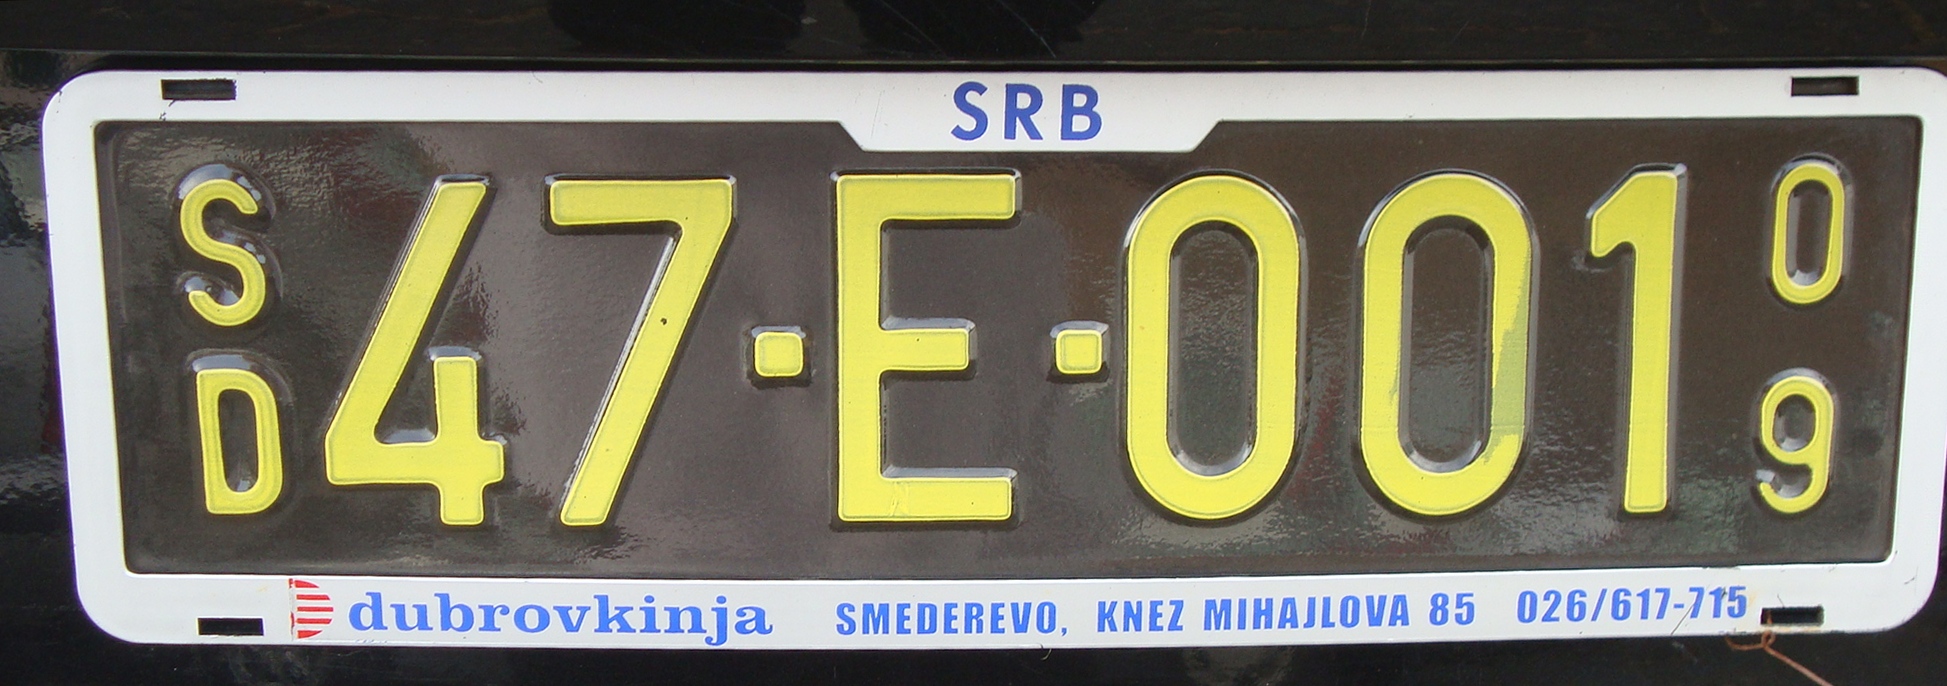 SRB
SD 47·E·001 09
dubrovkinja SMEDEREVO, KNEZ MIHAJLOVA 85 026/617-715